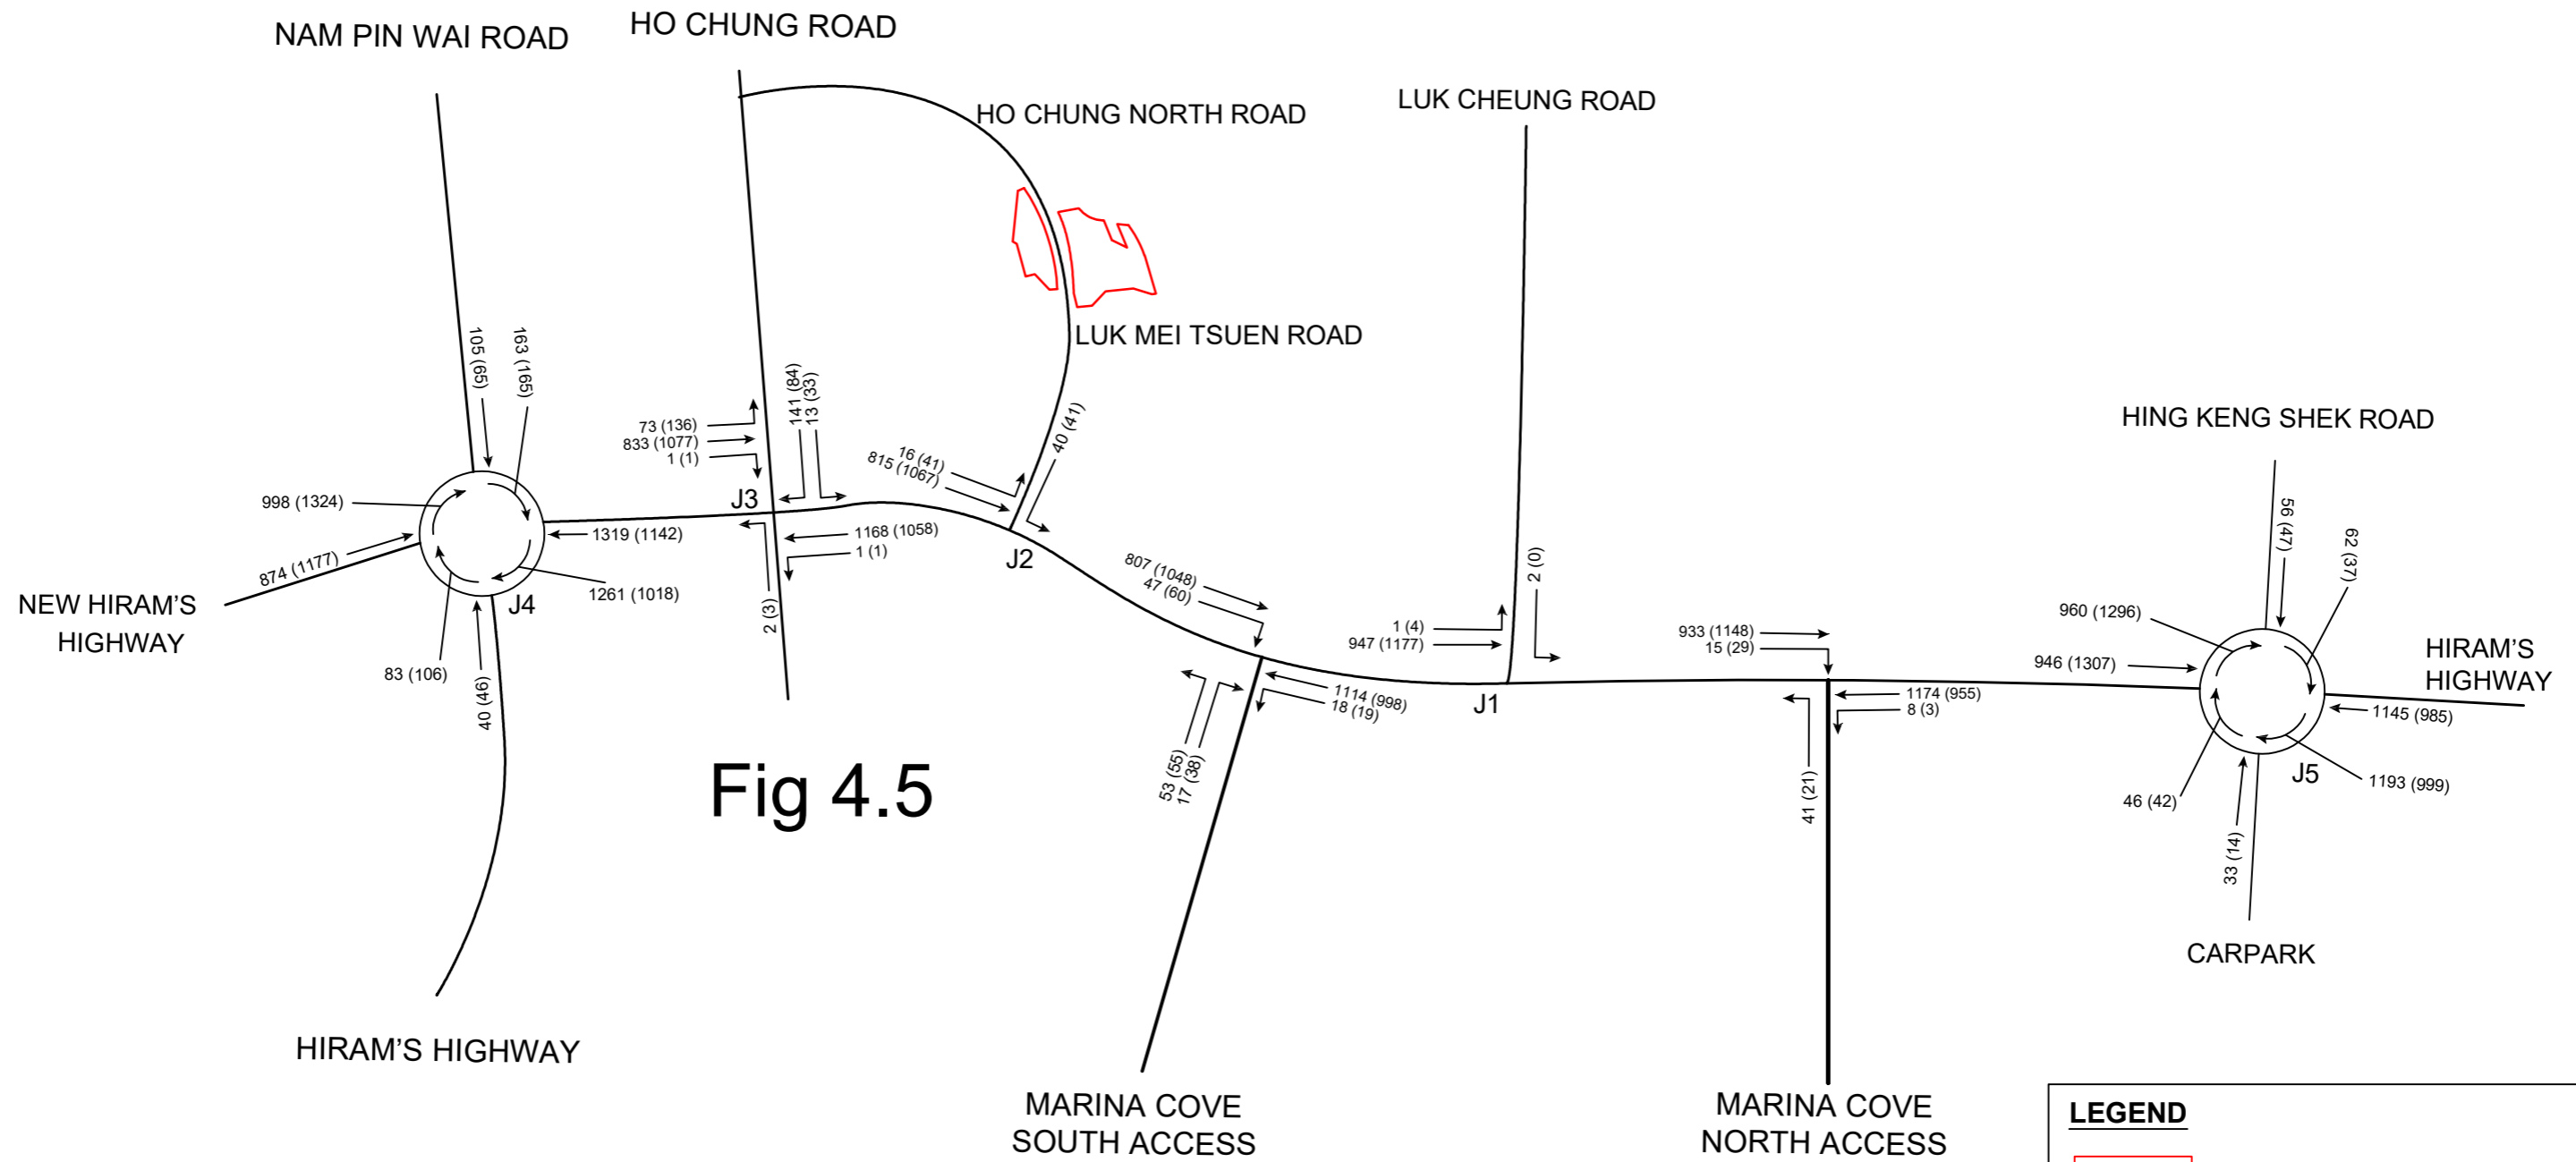 NAM PIN WAI ROAD
HO CHUNG ROAD
HO CHUNG NORTH ROAD
LUK CHEUNG ROAD
LUK MEI TSUEN ROAD
HING KENG SHEK ROAD
105 (65)
163 (165)
998 (1324)
874 (1177)
NEW HIRAM'S
HIGHWAY
1319 (1142)
1261 (1018)
J4
83 (106)
40 (46)
HIRAM'S HIGHWAY
73 (136)
833 (1077)
1 (1)
141 (84)
13 (33)
J3
1168 (1058)
1 (1)
2 (3)
16 (41)
815 (1067)
40 (41)
J2
Fig 4.5
807 (1048)
47 (60)
1114 (998)
18 (19)
53 (55)
17 (38)
MARINA COVE
SOUTH ACCESS
1 (4)
947 (1177)
2 (0)
J1
933 (1148)
15 (29)
1174 (955)
8 (3)
41 (21)
MARINA COVE
NORTH ACCESS
56 (47)
62 (37)
960 (1296)
946 (1307)
HIRAM'S
HIGHWAY
1145 (985)
1193 (999)
J5
46 (42)
33 (14)
CARPARK
LEGEND